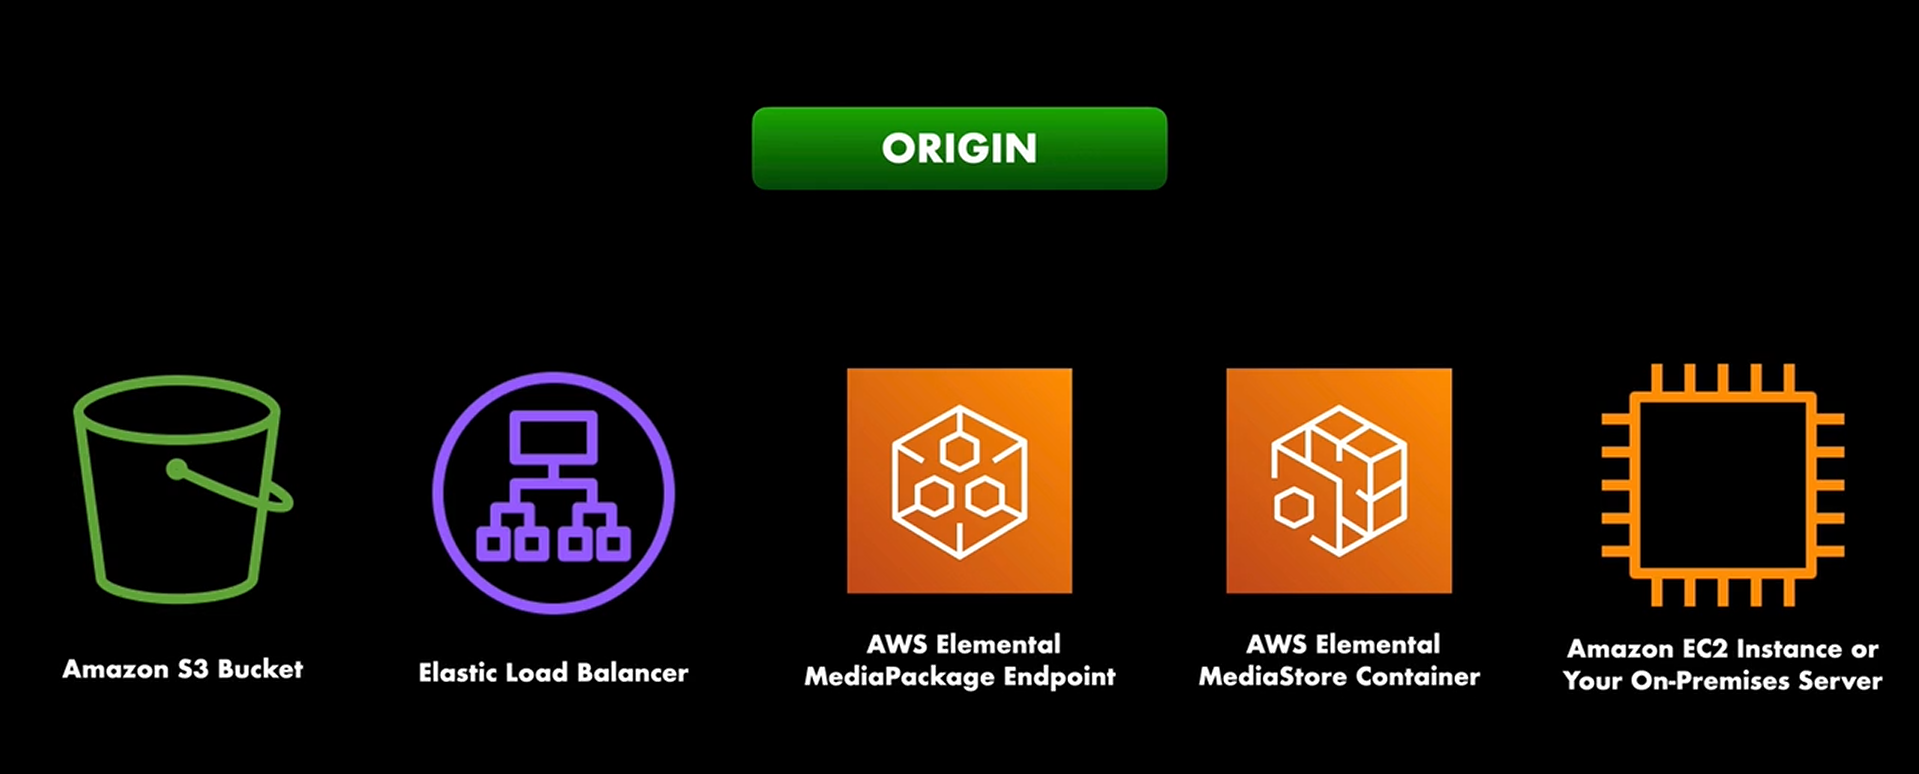 ORIGIN
Amazon S3 Bucket
Elastic Load Balancer
AWS Elemental
MediaPackage Endpoint
AWS Elemental
MediaStore Container
Amazon EC2 Instance or
Your On-Premises Server